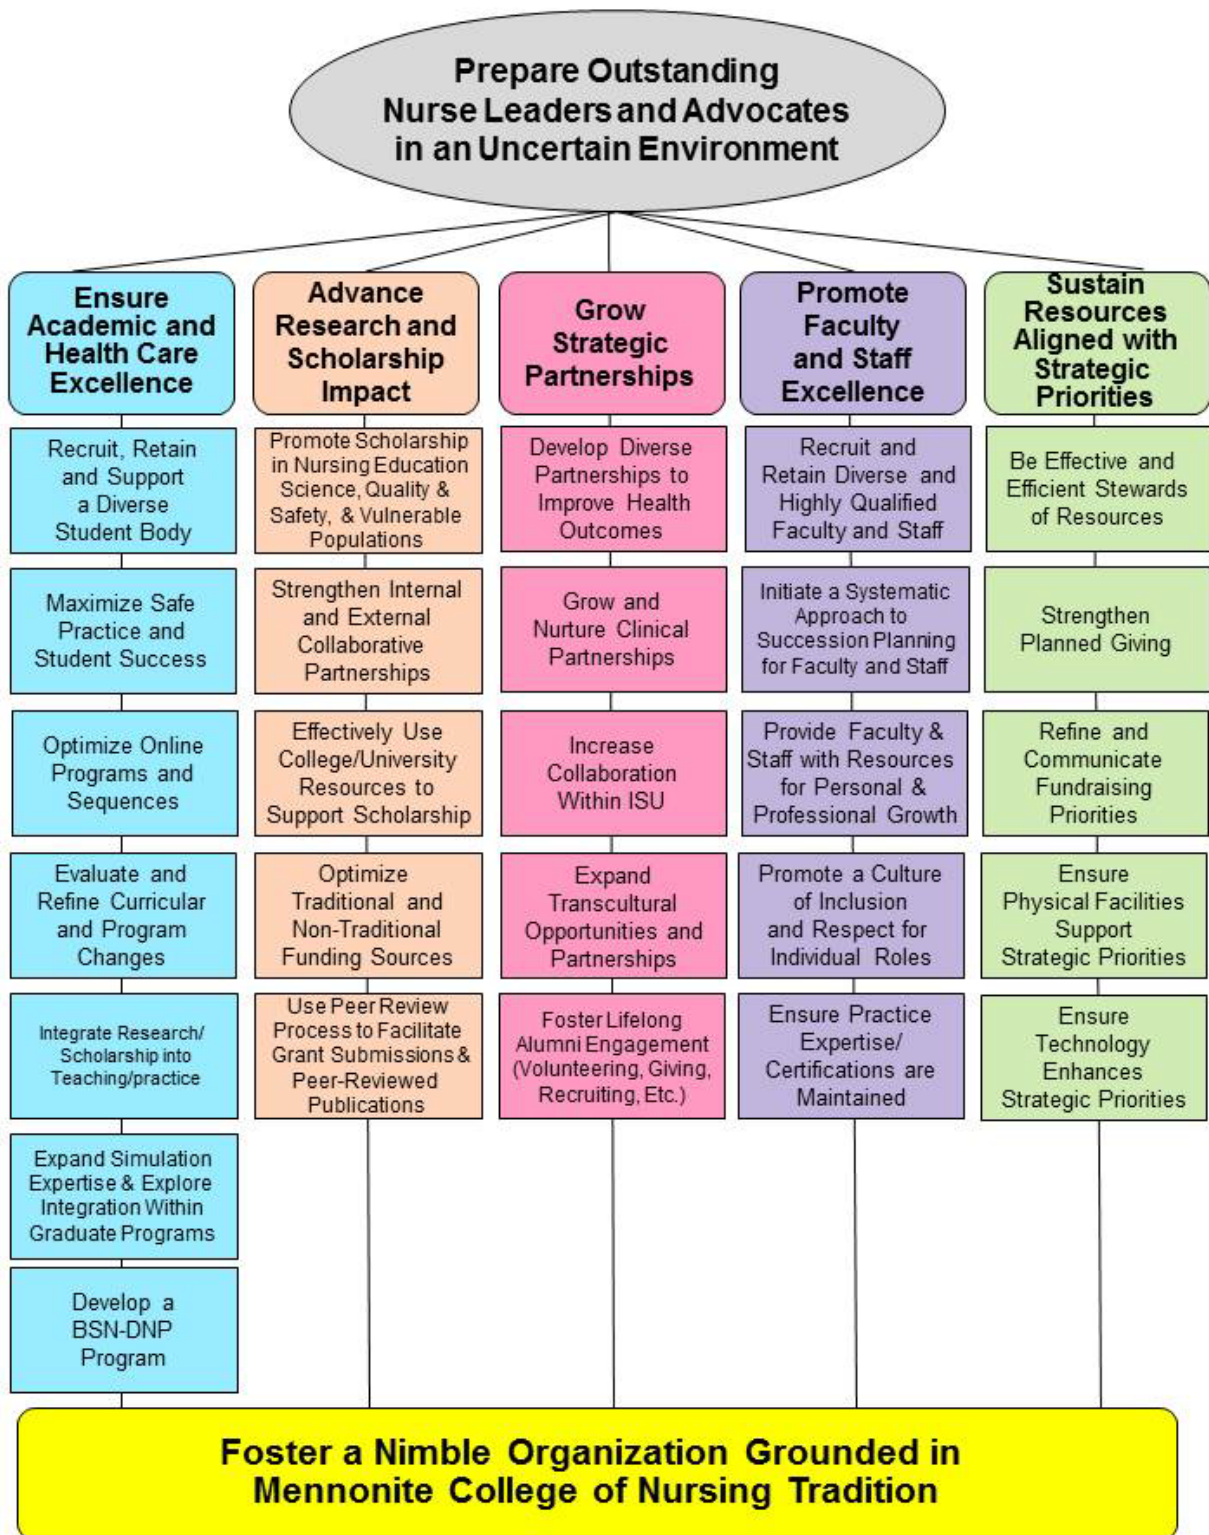 Prepare Outstanding
Nurse Leaders and Advocates
in an Uncertain Environment
Ensure
Academic and
Health Care
Excellence
Recruit, Retain
and Support
a Diverse
Student Body
Maximize Safe
Practice and
Student Success
Optimize Online
Programs and
Sequences
Evaluate and
Refine Curricular
and Program
Changes
Integrate Research/
Scholarship into
Teaching/practice
Expand Simulation
Expertise & Explore
Integration Within
Graduate Programs
Develop a
BSN-DNP
Program
Advance
Research and
Scholarship
Impact
Promote Scholarship
in Nursing Education
Science, Quality &
Safety, & Vulnerable
Populations
Strengthen Internal
and External
Collaborative
Partnerships
Effectively Use
College/University
Resources to
Support Scholarship
Optimize
Traditional and
Non-Traditional
Funding Sources
Use Peer Review
Process to Facilitate
Grant Submissions &
Peer-Reviewed
Publications
Grow
Strategic
Partnerships
Develop Diverse
Partnerships to
Improve Health
Outcomes
Grow and
Nurture Clinical
Partnerships
Increase
Collaboration
Within ISU
Expand
Transcultural
Opportunities and
Partnerships
Foster Lifelong
Alumni Engagement
(Volunteering, Giving,
Recruiting, Etc.)
Promote
Faculty
and Staff
Excellence
Recruit and
Retain Diverse and
Highly Qualified
Faculty and Staff
Initiate a Systematic
Approach to
Succession Planning
for Faculty and Staff
Provide Faculty &
Staff with Resources
for Personal &
Professional Growth
Promote a Culture
of Inclusion
and Respect for
Individual Roles
Ensure Practice
Expertise/
Certifications are
Maintained
Sustain
Resources
Aligned with
Strategic
Priorities
Be Effective and
Efficient Stewards
of Resources
Strengthen
Planned Giving
Refine and
Communicate
Fundraising
Priorities
Ensure
Physical Facilities
Support
Strategic Priorities
Ensure
Technology
Enhances
Strategic Priorities
Foster a Nimble Organization Grounded in
Mennonite College of Nursing Tradition